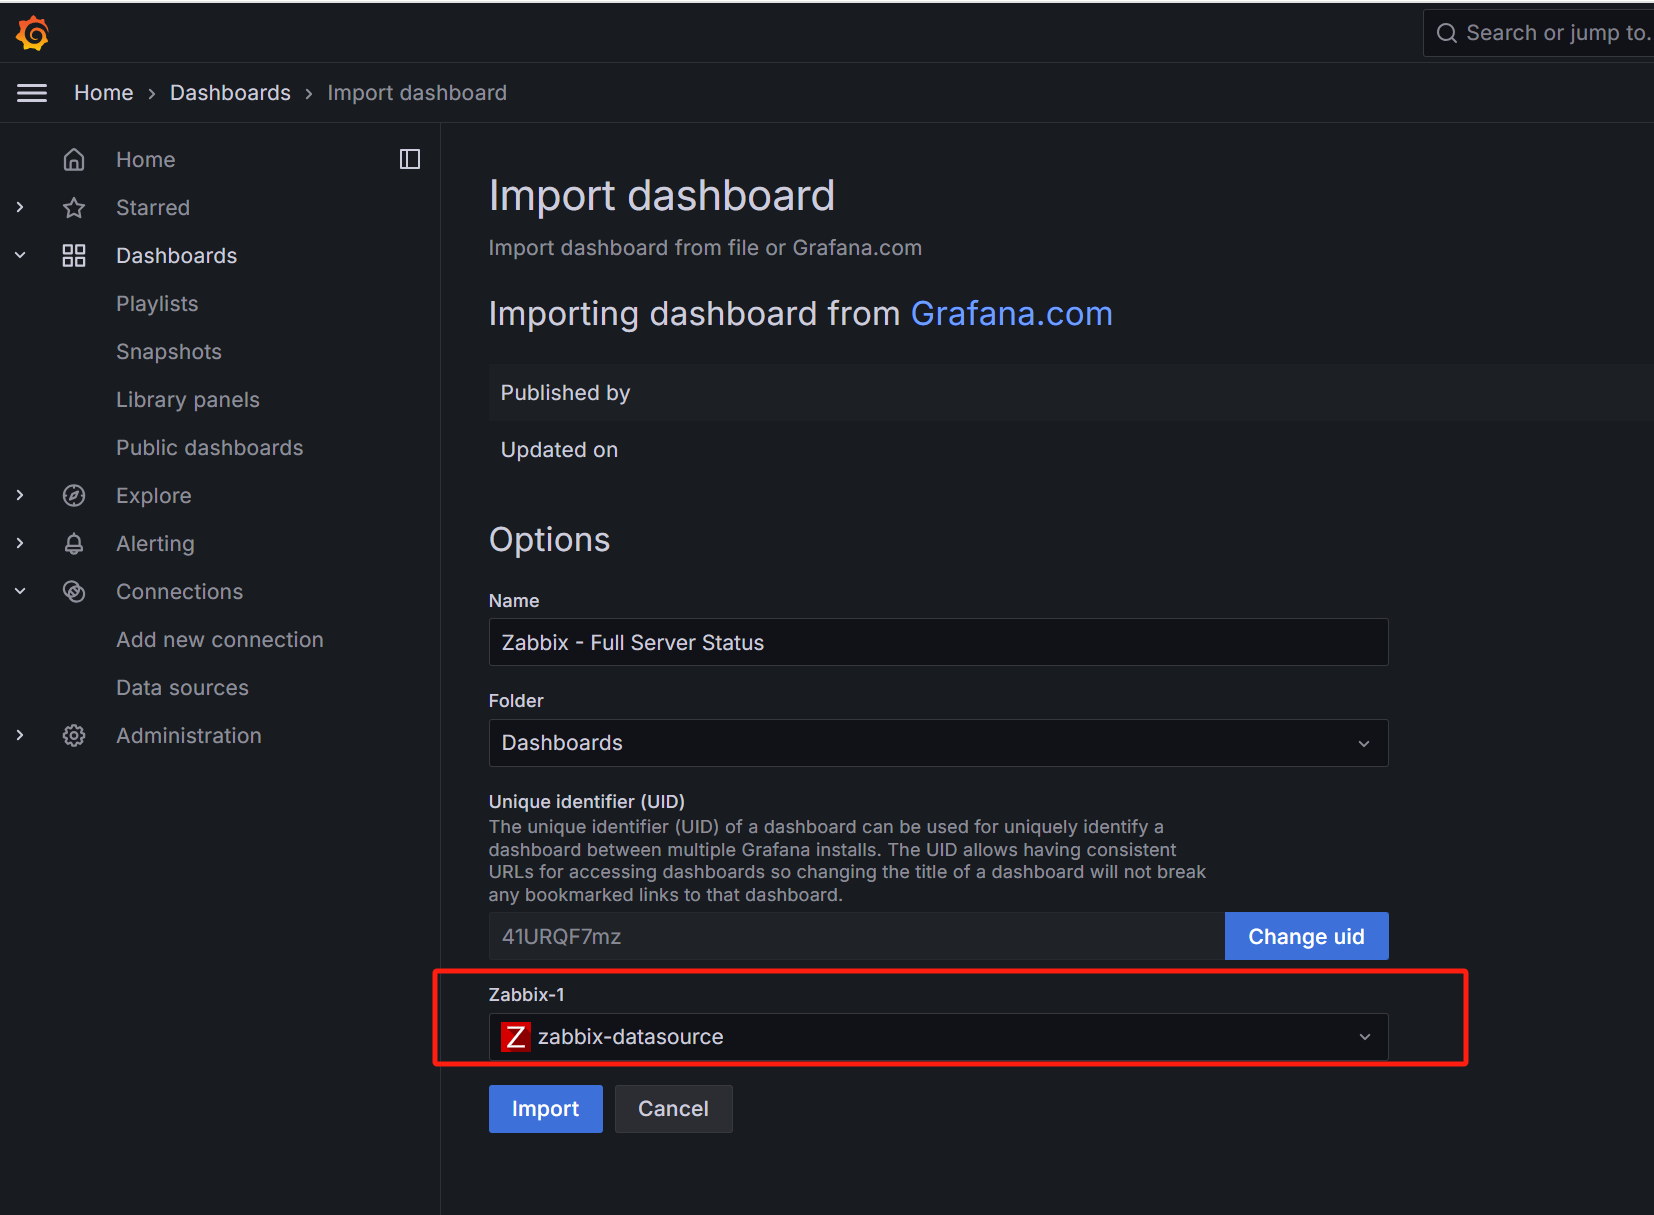 Search or jump to...
Home › Dashboards › Import dashboard
Home
Starred
Dashboards
Playlists
Snapshots
Library panels
Public dashboards
Explore
Alerting
Connections
Add new connection
Data sources
Administration
Import dashboard
Import dashboard from file or Grafana.com
Importing dashboard from Grafana.com
Published by
Updated on
Options
Name
Zabbix - Full Server Status
Folder
Dashboards
Unique identifier (UID)
The unique identifier (UID) of a dashboard can be used for uniquely identify a
dashboard between multiple Grafana installs. The UID allows having consistent
URLs for accessing dashboards so changing the title of a dashboard will not break
any bookmarked links to that dashboard.
41URQF7mz
Change uid
Zabbix-1
Z zabbix-datasource
Import
Cancel